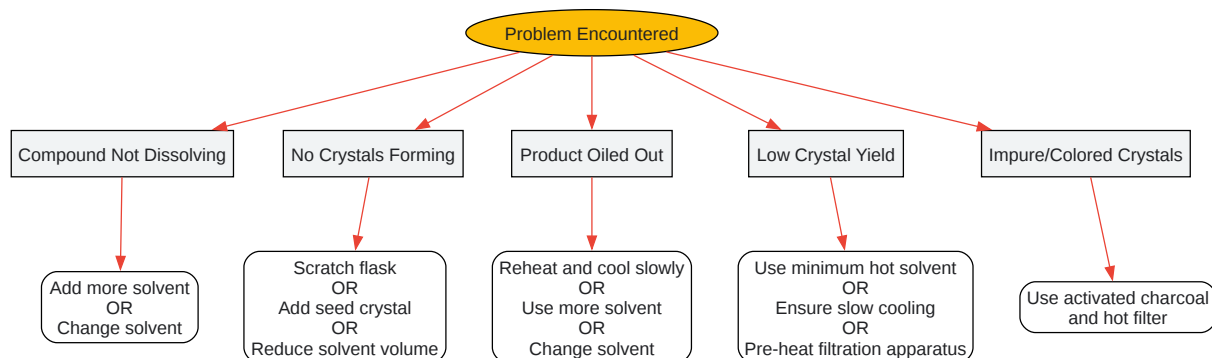 Problem Encountered
Compound Not Dissolving
No Crystals Forming
Product Oiled Out
Low Crystal Yield
Impure/Colored Crystals
Add more solvent
OR
Change solvent
Scratch flask
OR
Add seed crystal
OR
Reduce solvent volume
Reheat and cool slowly
OR
Use more solvent
OR
Change solvent
Use minimum hot solvent
OR
Ensure slow cooling
OR
Pre-heat filtration apparatus
Use activated charcoal
and hot filter